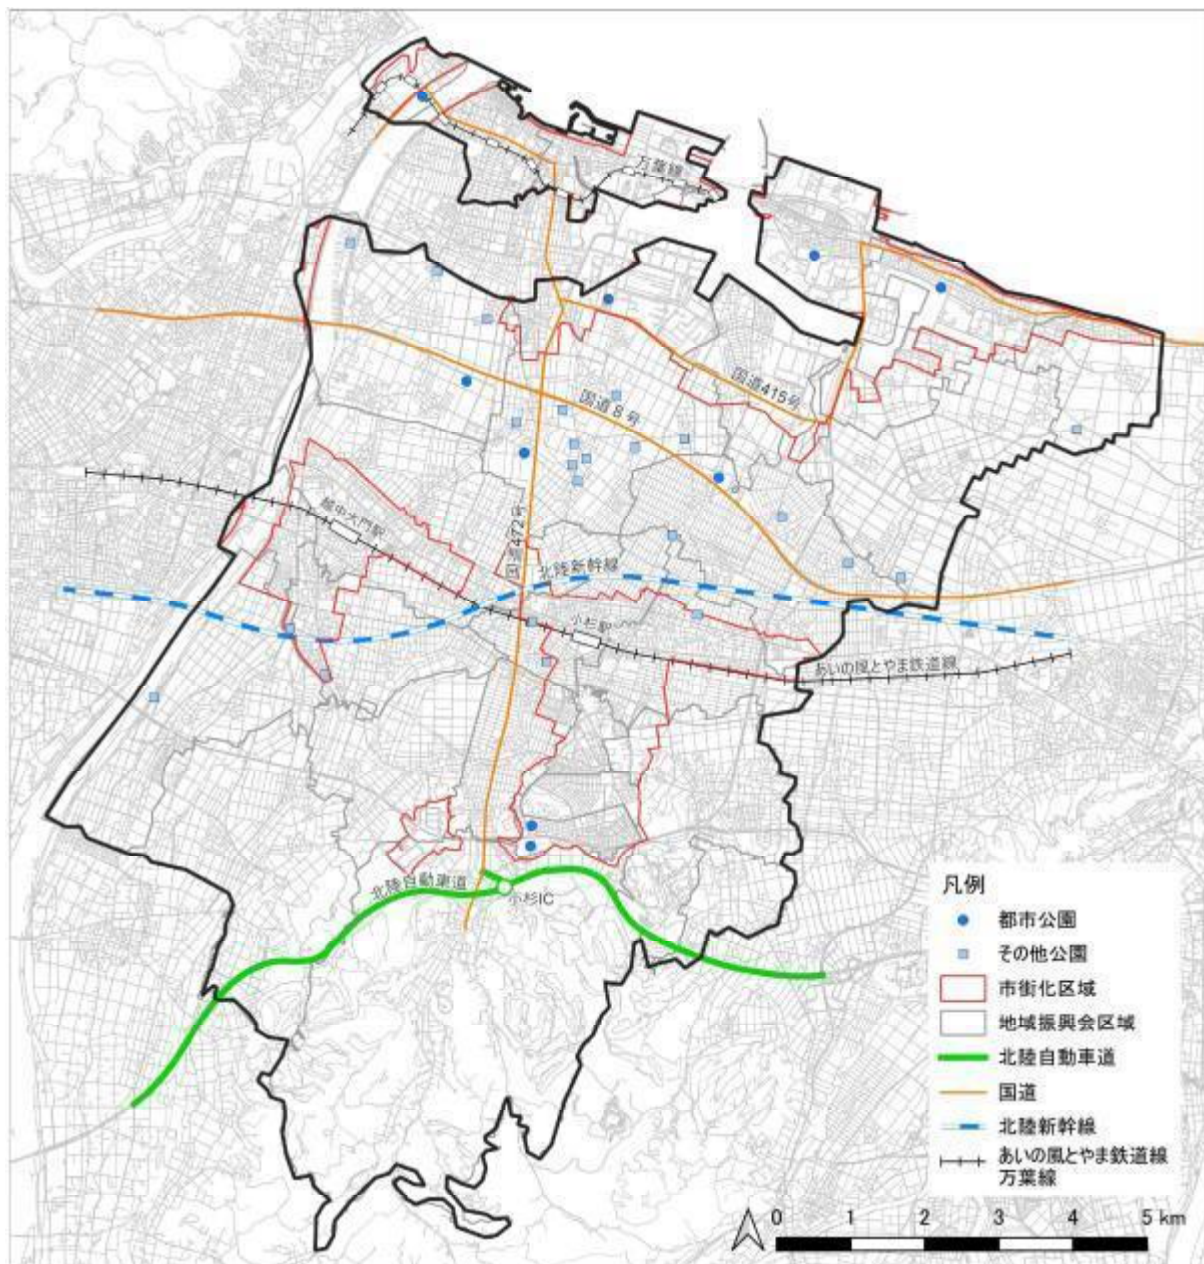 万葉線
国道415号
国道８号
越中大門駅
国道472号
北陸新幹線
小杉駅
あいの風とやま鉄道線
北陸自動車道
小杉IC
凡例
都市公園
その他公園
市街化区域
地域振興会区域
北陸自動車道
国道
北陸新幹線
あいの風とやま鉄道線
万葉線
0 1 2 3 4 5 km